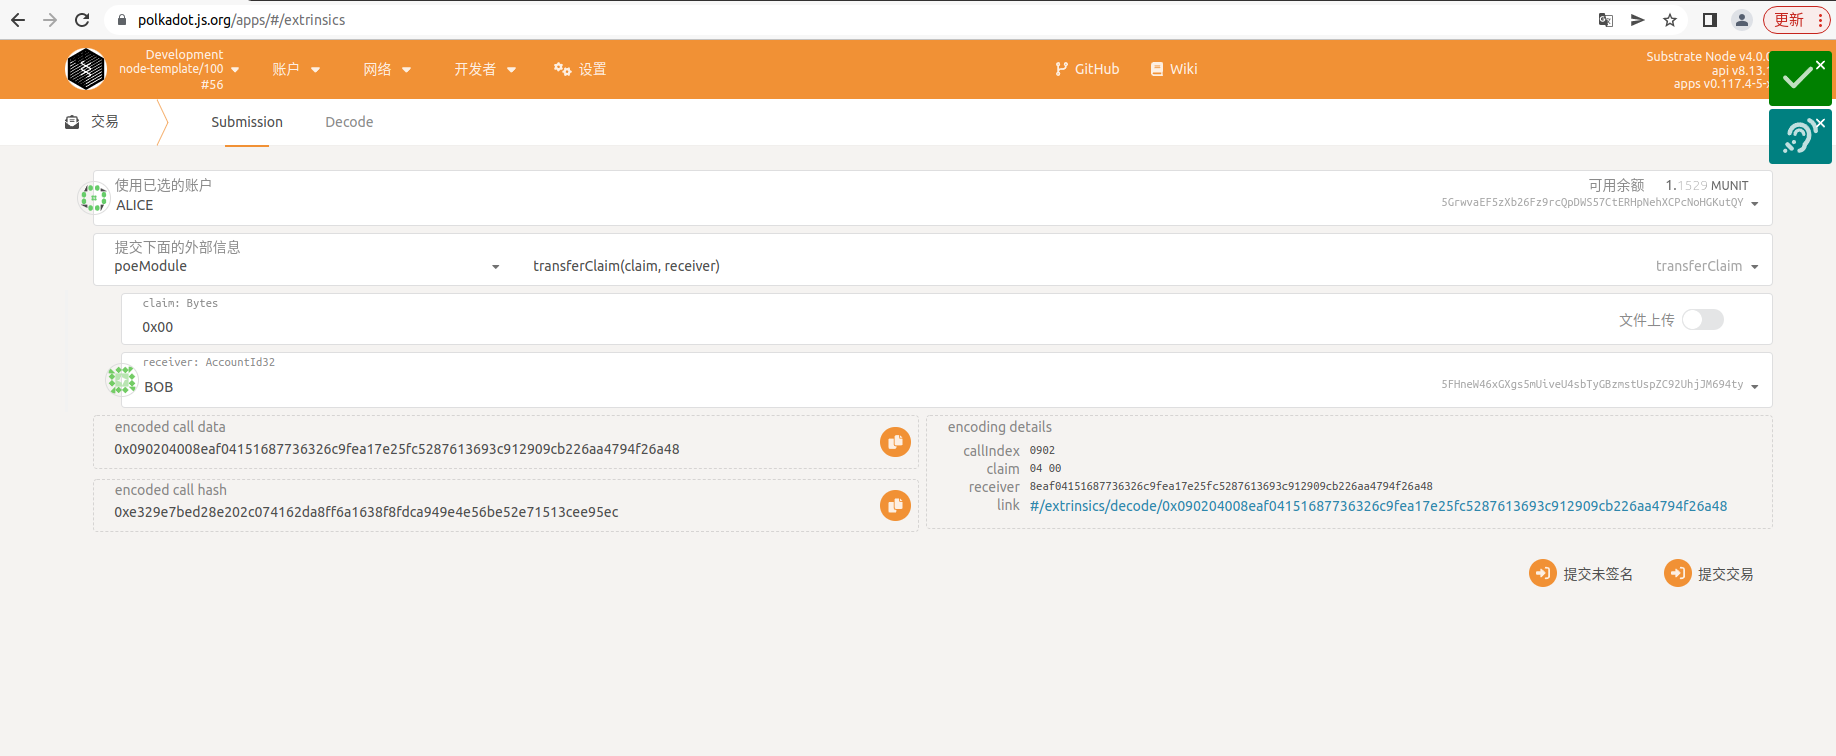 polkadot.js.org/apps/#/extrinsics
更新
Development
node-template/100
#56
账户
网络
开发者
设置
GitHub
Wiki
Substrate Node v4.0.0
api v8.13.
apps v0.117.4-5-x
交易
Submission
Decode
使用已选的账户
ALICE
可用余额 1.1529 MUNIT
5GrwvaEF5zXb26Fz9rcQpDWS57CtERHpNehXCPcNoHGKutQY
提交下面的外部信息
poeModule
transferClaim(claim, receiver)
transferClaim
claim: Bytes
0x00
文件上传
receiver: AccountId32
BOB
5FHneW46xGXgs5mUiveU4sbTyGBzmstUspZC92UhjJM694ty
encoded call data
0x090204008eaf04151687736326c9fea17e25fc5287613693c912909cb226aa4794f26a48
encoded call hash
0xe329e7bed28e202c074162da8ff6a1638f8fdca949e4e56be52e71513cee95ec
encoding details
callIndex 0902
claim 04 00
receiver 8eaf04151687736326c9fea17e25fc5287613693c912909cb226aa4794f26a48
link #/extrinsics/decode/0x090204008eaf04151687736326c9fea17e25fc5287613693c912909cb226aa4794f26a48
提交未签名
提交交易